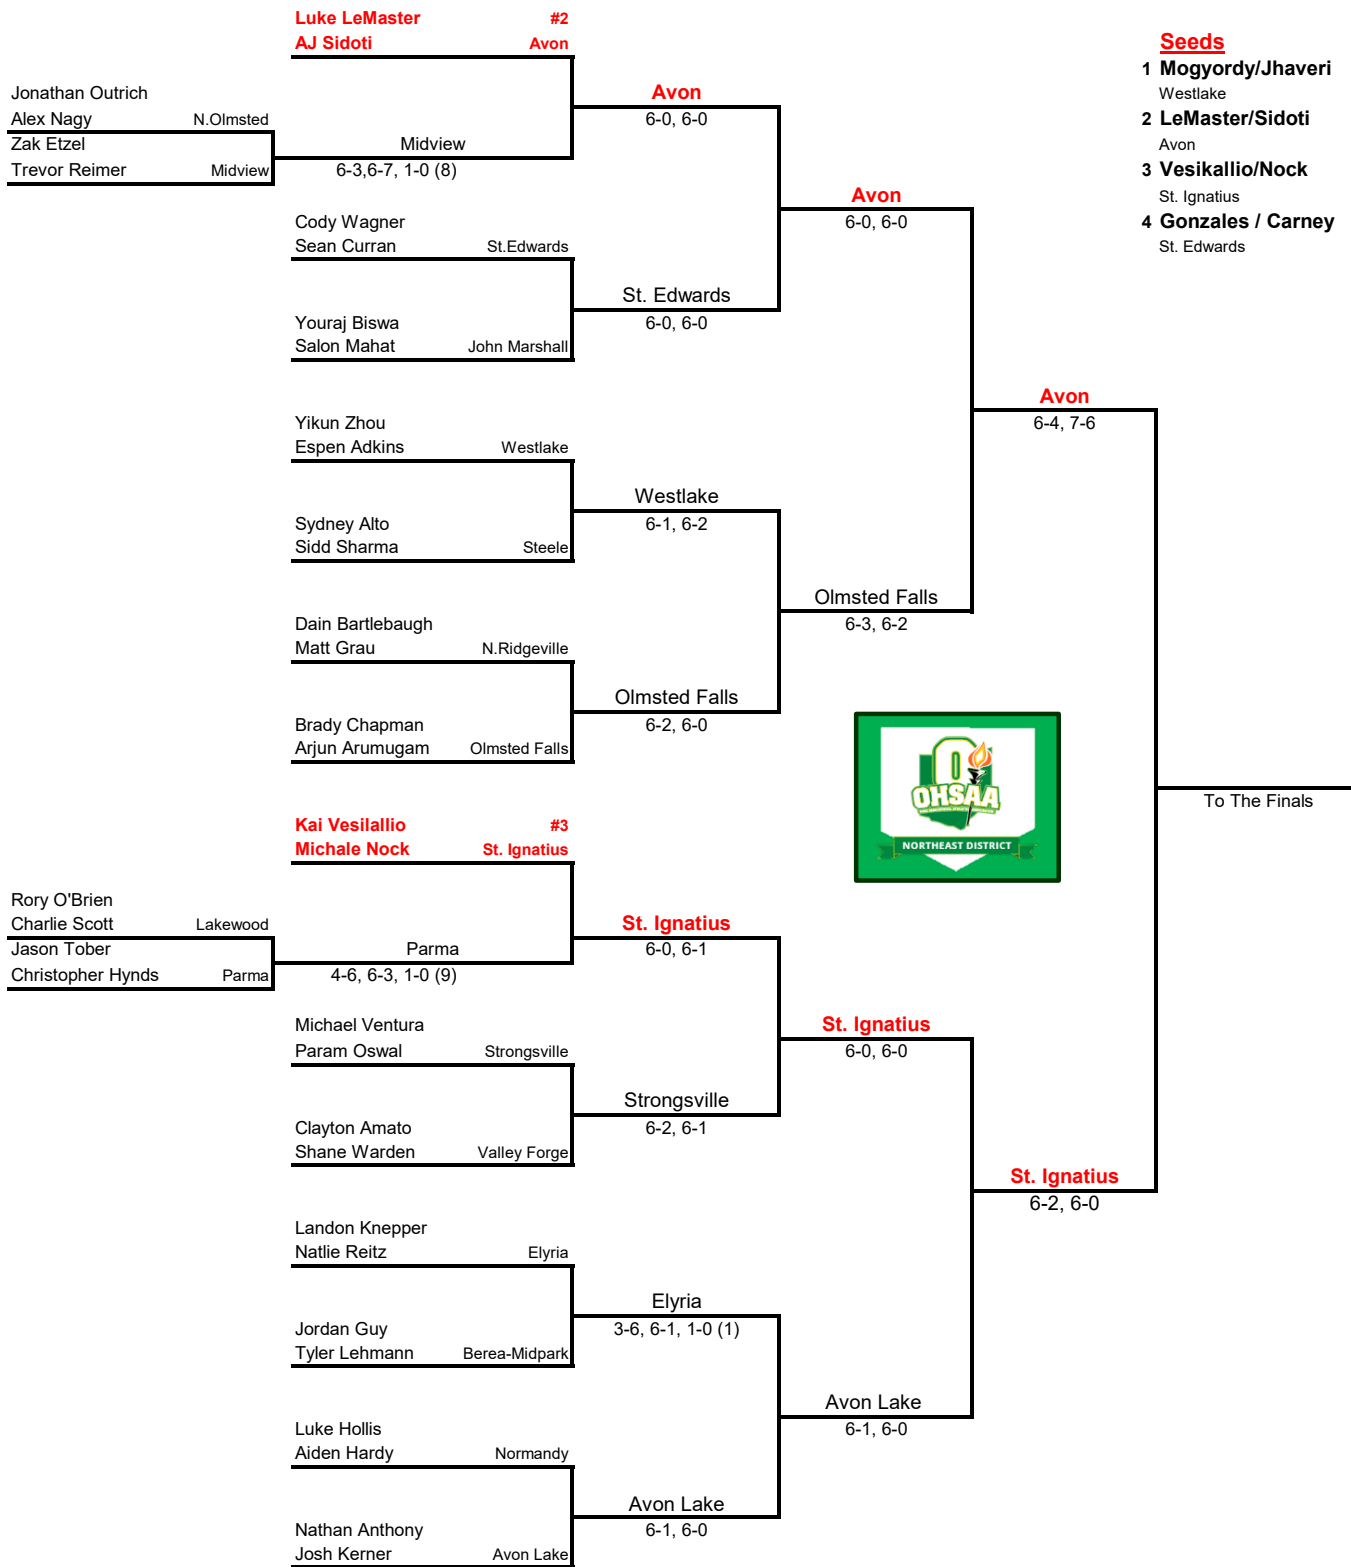 Luke LeMaster #2
AJ Sidoti Avon
Seeds
1 Mogyordy/Jhaveri
Westlake
2 LeMaster/Sidoti
Avon
3 Vesikallio/Nock
St. Ignatius
4 Gonzales / Carney
St. Edwards
Jonathan Outrich
Alex Nagy N.Olmsted
Zak Etzel
Trevor Reimer Midview
Midview
6-3,6-7, 1-0 (8)
Avon
6-0, 6-0
Cody Wagner
Sean Curran St.Edwards
Youraj Biswa
Salon Mahat John Marshall
St. Edwards
6-0, 6-0
Avon
6-0, 6-0
Yikun Zhou
Espen Adkins Westlake
Sydney Alto
Sidd Sharma Steele
Westlake
6-1, 6-2
Dain Bartlebaugh
Matt Grau N.Ridgeville
Brady Chapman
Arjun Arumugam Olmsted Falls
Olmsted Falls
6-2, 6-0
Olmsted Falls
6-3, 6-2
Avon
6-4, 7-6
OHSAA
NORTHEAST DISTRICT
To The Finals
Kai Vesilallio #3
Michale Nock St. Ignatius
Rory O'Brien
Charlie Scott Lakewood
Jason Tober
Christopher Hynds Parma
Parma
4-6, 6-3, 1-0 (9)
St. Ignatius
6-0, 6-1
Michael Ventura
Param Oswal Strongsville
Clayton Amato
Shane Warden Valley Forge
Strongsville
6-2, 6-1
St. Ignatius
6-0, 6-0
Landon Knepper
Natlie Reitz Elyria
Jordan Guy
Tyler Lehmann Berea-Midpark
Elyria
3-6, 6-1, 1-0 (1)
Luke Hollis
Aiden Hardy Normandy
Nathan Anthony
Josh Kerner Avon Lake
Avon Lake
6-1, 6-0
Avon Lake
6-1, 6-0
St. Ignatius
6-2, 6-0